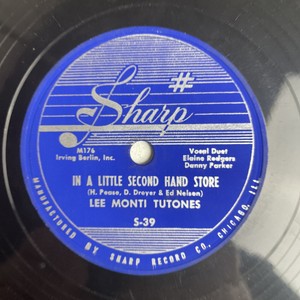 Sharp #
M176
Irving Berlin, Inc.
Vocal Duet
Elaine Rodgers
Danny Parker
IN A LITTLE SECOND HAND STORE
(H. Pease, D. Dreyer & Ed Nelson)
LEE MONTI TUTONES
S-39
MANUFACTURED BY SHARP RECORD CO. CHICAGO, ILL.